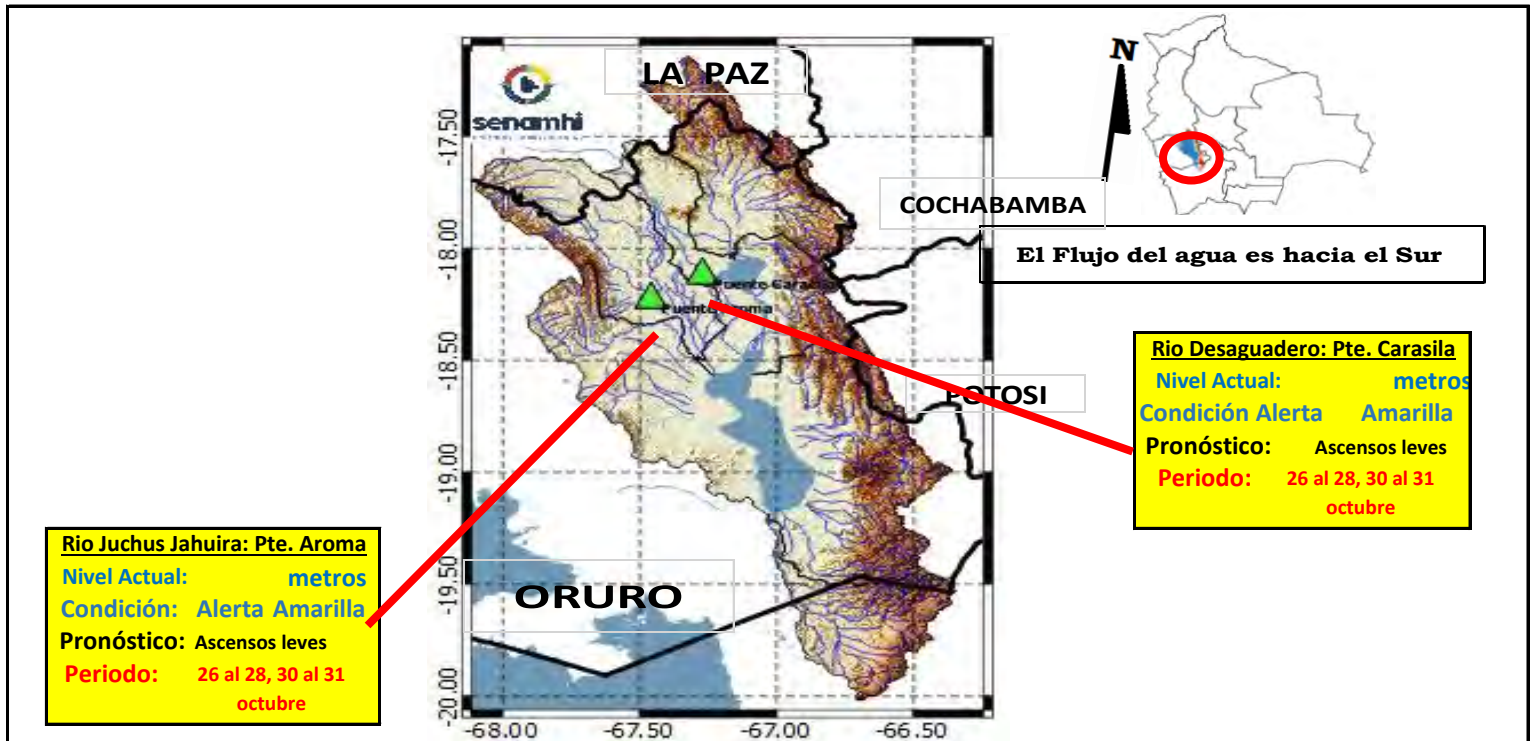 LA PAZ
senamhi
N
COCHABAMBA
El Flujo del agua es hacia el Sur
POTOSI
ORURO
Puente
Puente
-17.50
-18.00
-18.50
-19.00
-19.50
-20.00
-68.00 -67.50 -67.00 -66.50
Rio Desaguadero: Pte. Carasila
Nivel Actual: metros
Condición Alerta Amarilla
Pronóstico: Ascensos leves
Periodo: 26 al 28, 30 al 31
octubre
Rio Juchus Jahuira: Pte. Aroma
Nivel Actual: metros
Condición: Alerta Amarilla
Pronóstico: Ascensos leves
Periodo: 26 al 28, 30 al 31
octubre